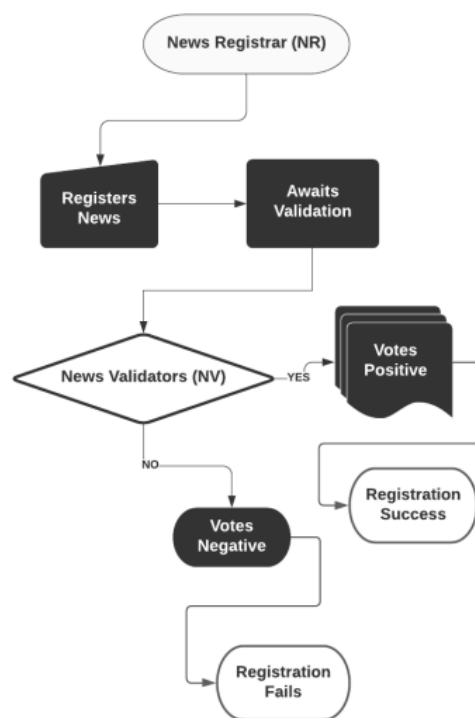 News Registrar (NR)
Registers
News
Awaits
Validation
News Validators (NV)
YES
Votes
Positive
NO
Registration
Success
Votes
Negative
Registration
Fails